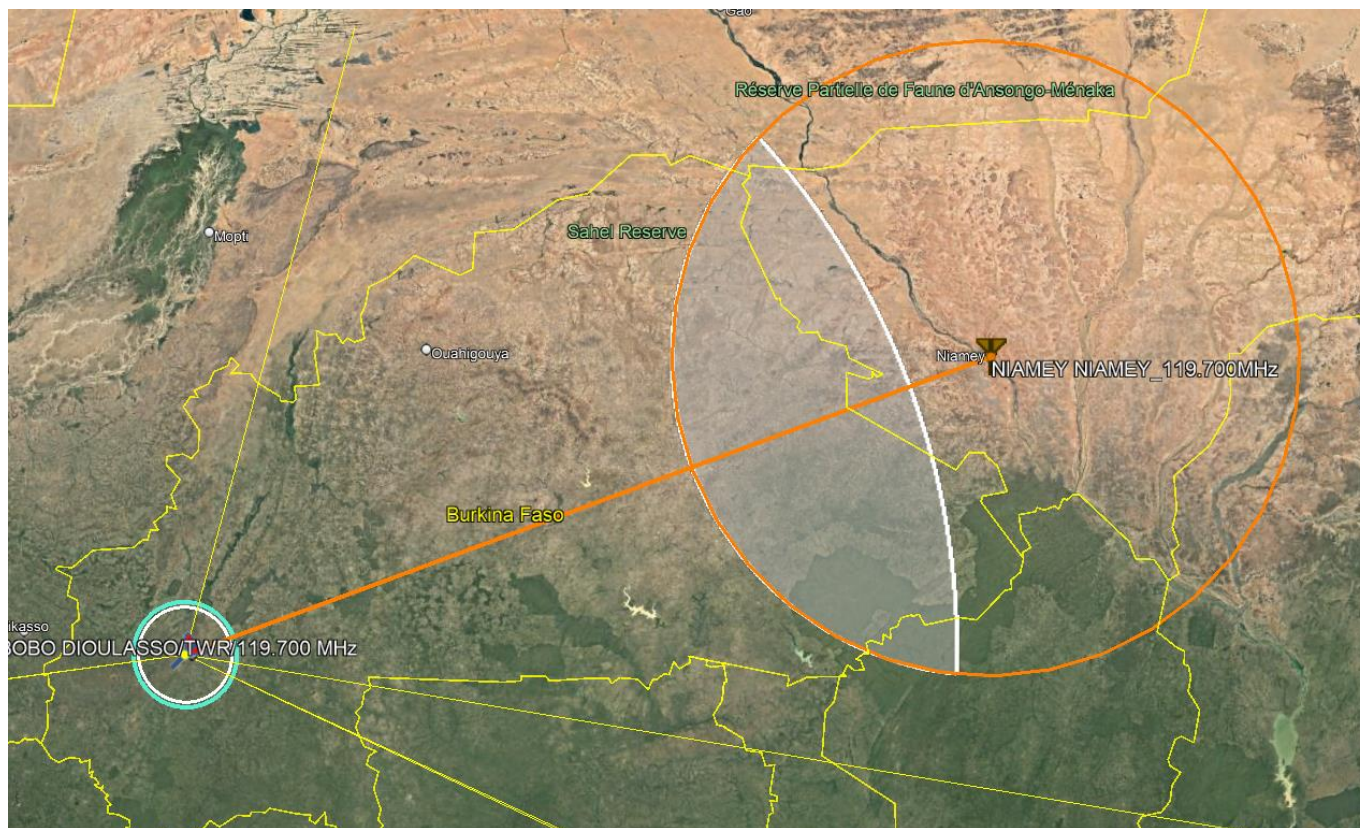 Gao
Réserve Partielle de Faune d'Ansongo-Ménaka
Sahel Reserve
Mopti
Ouahigouya
Niamey
NIAMEY NIAMEY_119.700MHz
Burkina Faso
ikasso
BOBO DIOULASSO/TWR/119.700 MHz